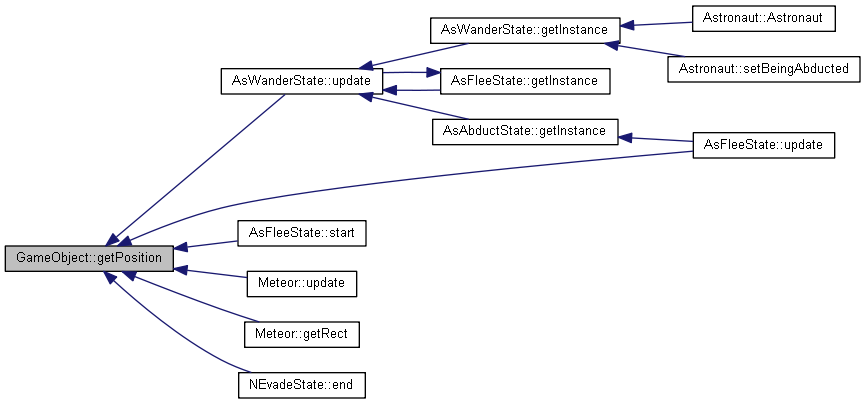 Astronaut::Astronaut
AsWanderState::getInstance
Astronaut::setBeingAbducted
AsWanderState::update
AsFleeState::getInstance
AsAbductState::getInstance
AsFleeState::update
AsFleeState::start
GameObject::getPosition
Meteor::update
Meteor::getRect
NEvadeState::end